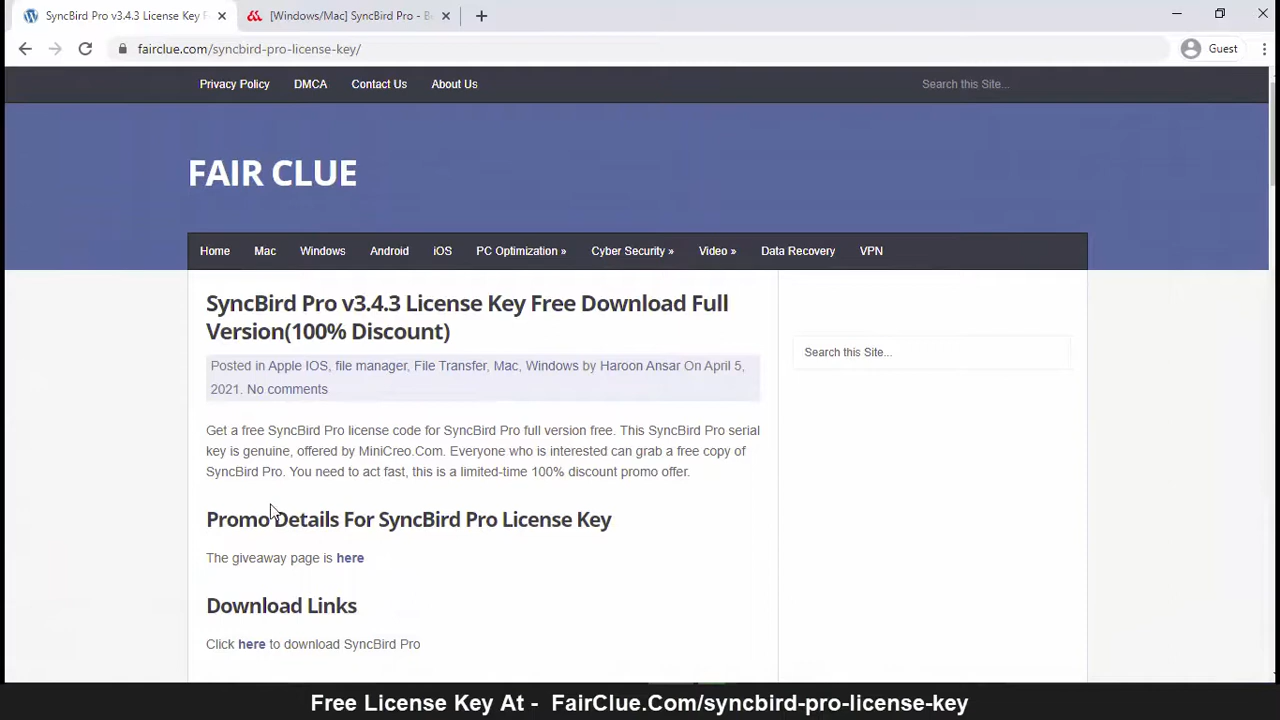 SyncBird Pro v3.4.3 License Key F
[Windows/Mac] SyncBird Pro - B
fairclue.com/syncbird-pro-license-key/
Guest
Privacy Policy DMCA Contact Us About Us
Search this Site...
FAIR CLUE
Home Mac Windows Android iOS PC Optimization » Cyber Security » Video » Data Recovery VPN
SyncBird Pro v3.4.3 License Key Free Download Full
Version(100% Discount)
Posted in Apple IOS, file manager, File Transfer, Mac, Windows by Haroon Ansar On April 5,
2021. No comments
Search this Site...
Get a free SyncBird Pro license code for SyncBird Pro full version free. This SyncBird Pro serial
key is genuine, offered by MiniCreo.Com. Everyone who is interested can grab a free copy of
SyncBird Pro. You need to act fast, this is a limited-time 100% discount promo offer.
Promo Details For SyncBird Pro License Key
The giveaway page is here
Download Links
Click here to download SyncBird Pro
Free License Key At - FairClue.Com/syncbird-pro-license-key